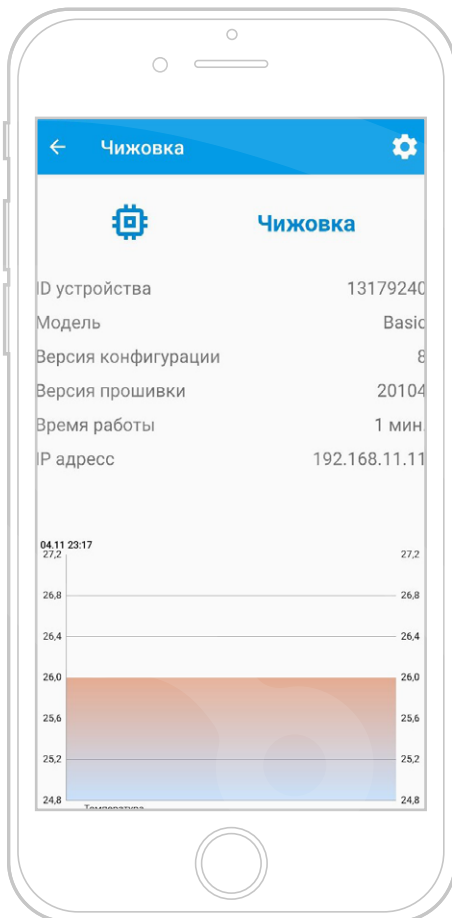 Чижовка
Чижовка
ID устройства 13179240
Модель Basic
Версия конфигурации 8
Версия прошивки 20104
Время работы 1 мин.
IP адресс 192.168.11.11
04.11 23:17
27,2 27,2
26,8 26,8
26,4 26,4
26,0 26,0
25,6 25,6
25,2 25,2
24,8 24,8
Температура